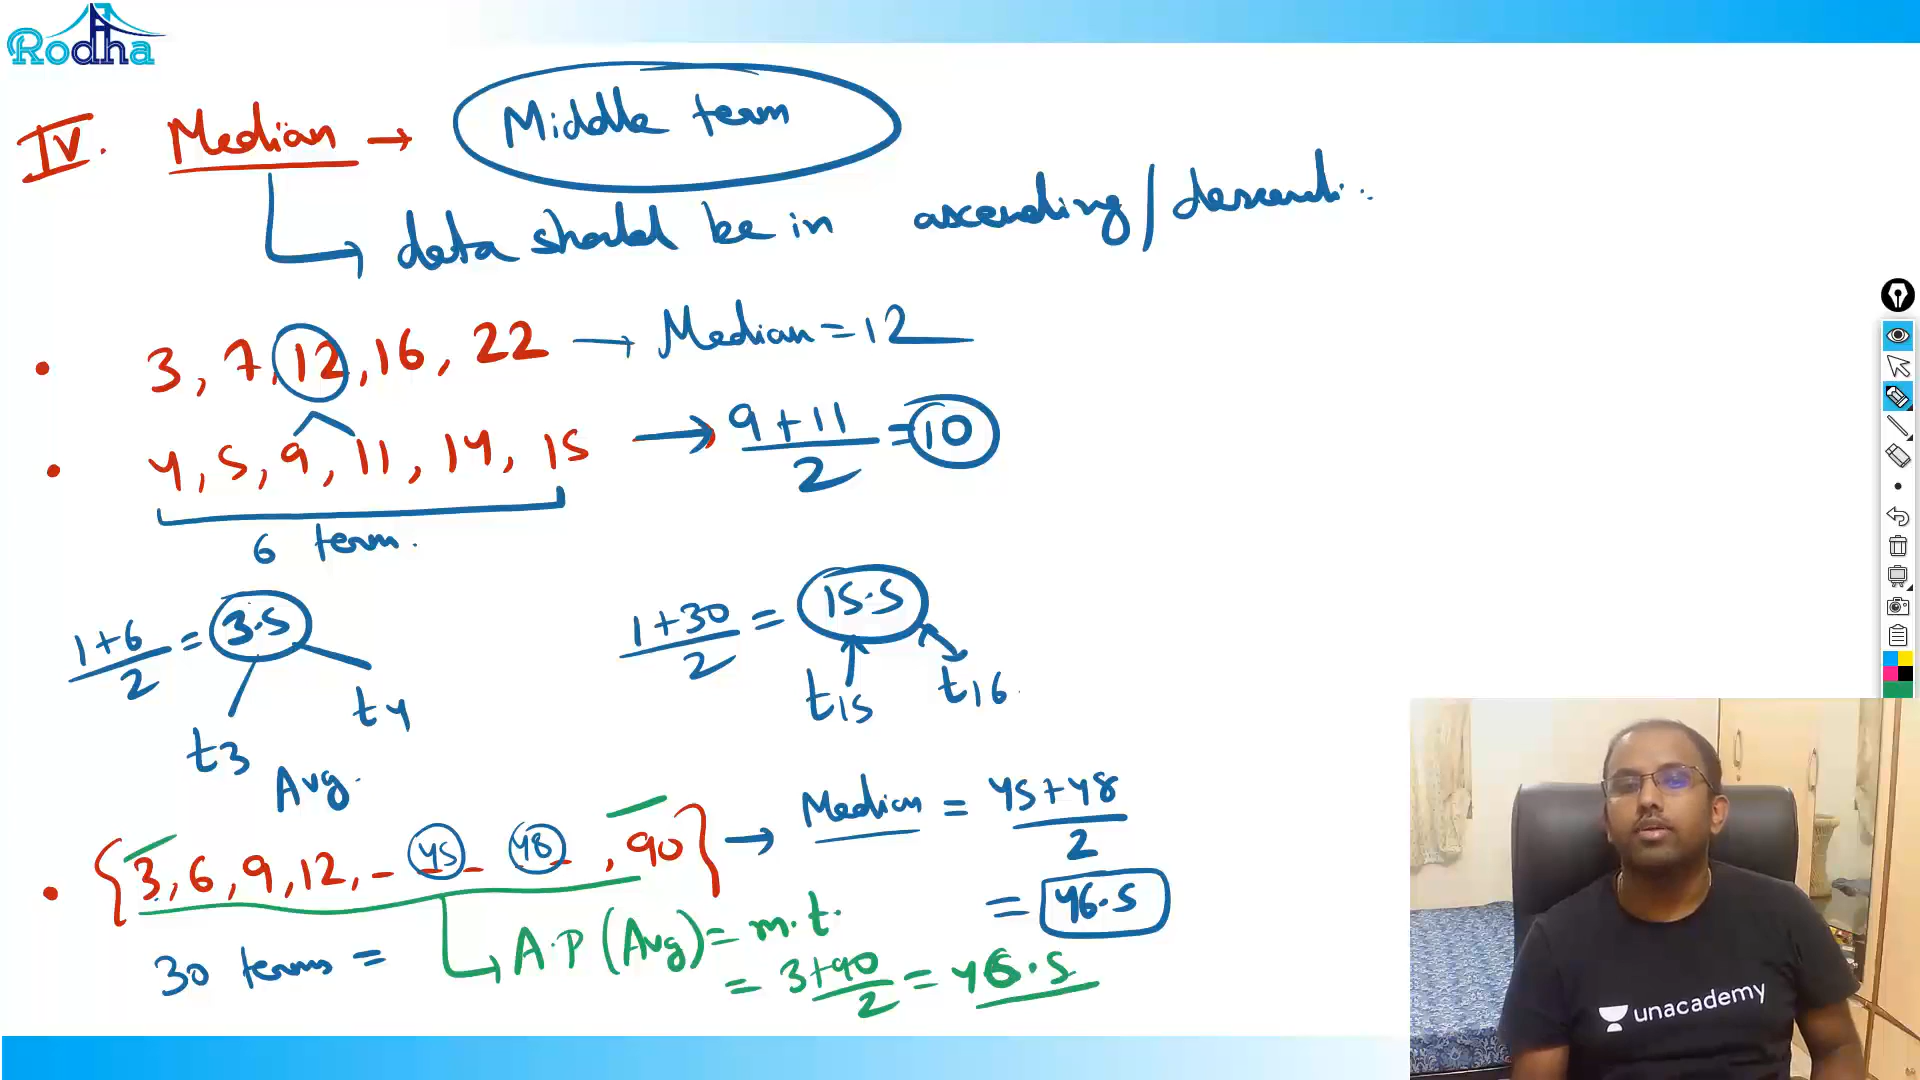 Rodha
IV. Median → Middle term
data should be in ascending/descendi..
• 3, 7, 12, 16, 22 → Median = 12
• 4, 5, 9, 11, 14, 15 → 9+11/2 = 10
6 term.
1+6/2 = 3.5
t3 t4
Avg.
1+30/2 = 15.5
t15 t16
• {3, 6, 9, 12, - 45 - 48 - , 90} → Median = 45+48/2
= 46.5
30 terms =
A.P (Avg) = m.t.
= 3+90/2 = 46.5
unacademy